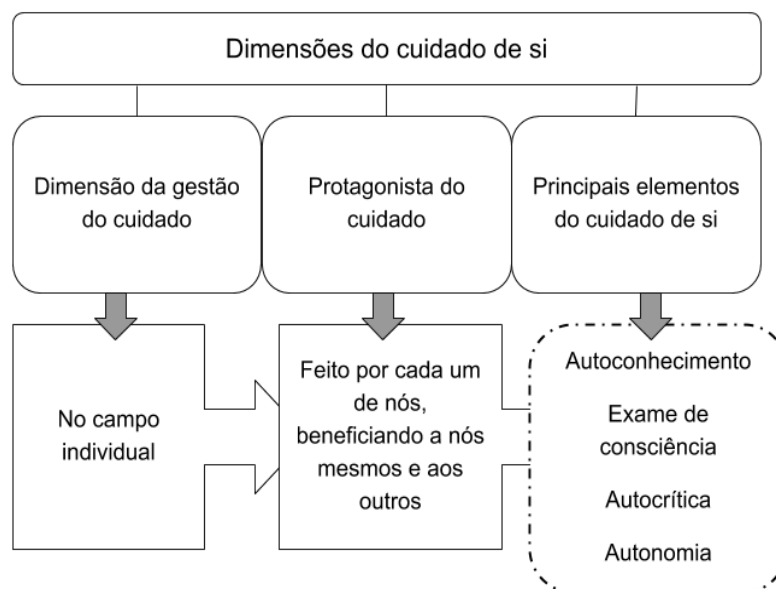 Dimensões do cuidado de si
Dimensão da gestão
do cuidado
Protagonista do
cuidado
Principais elementos
do cuidado de si
No campo
individual
Feito por cada um
de nós,
beneficiando a nós
mesmos e aos
outros
Autoconhecimento
Exame de
consciência
Autocrítica
Autonomia